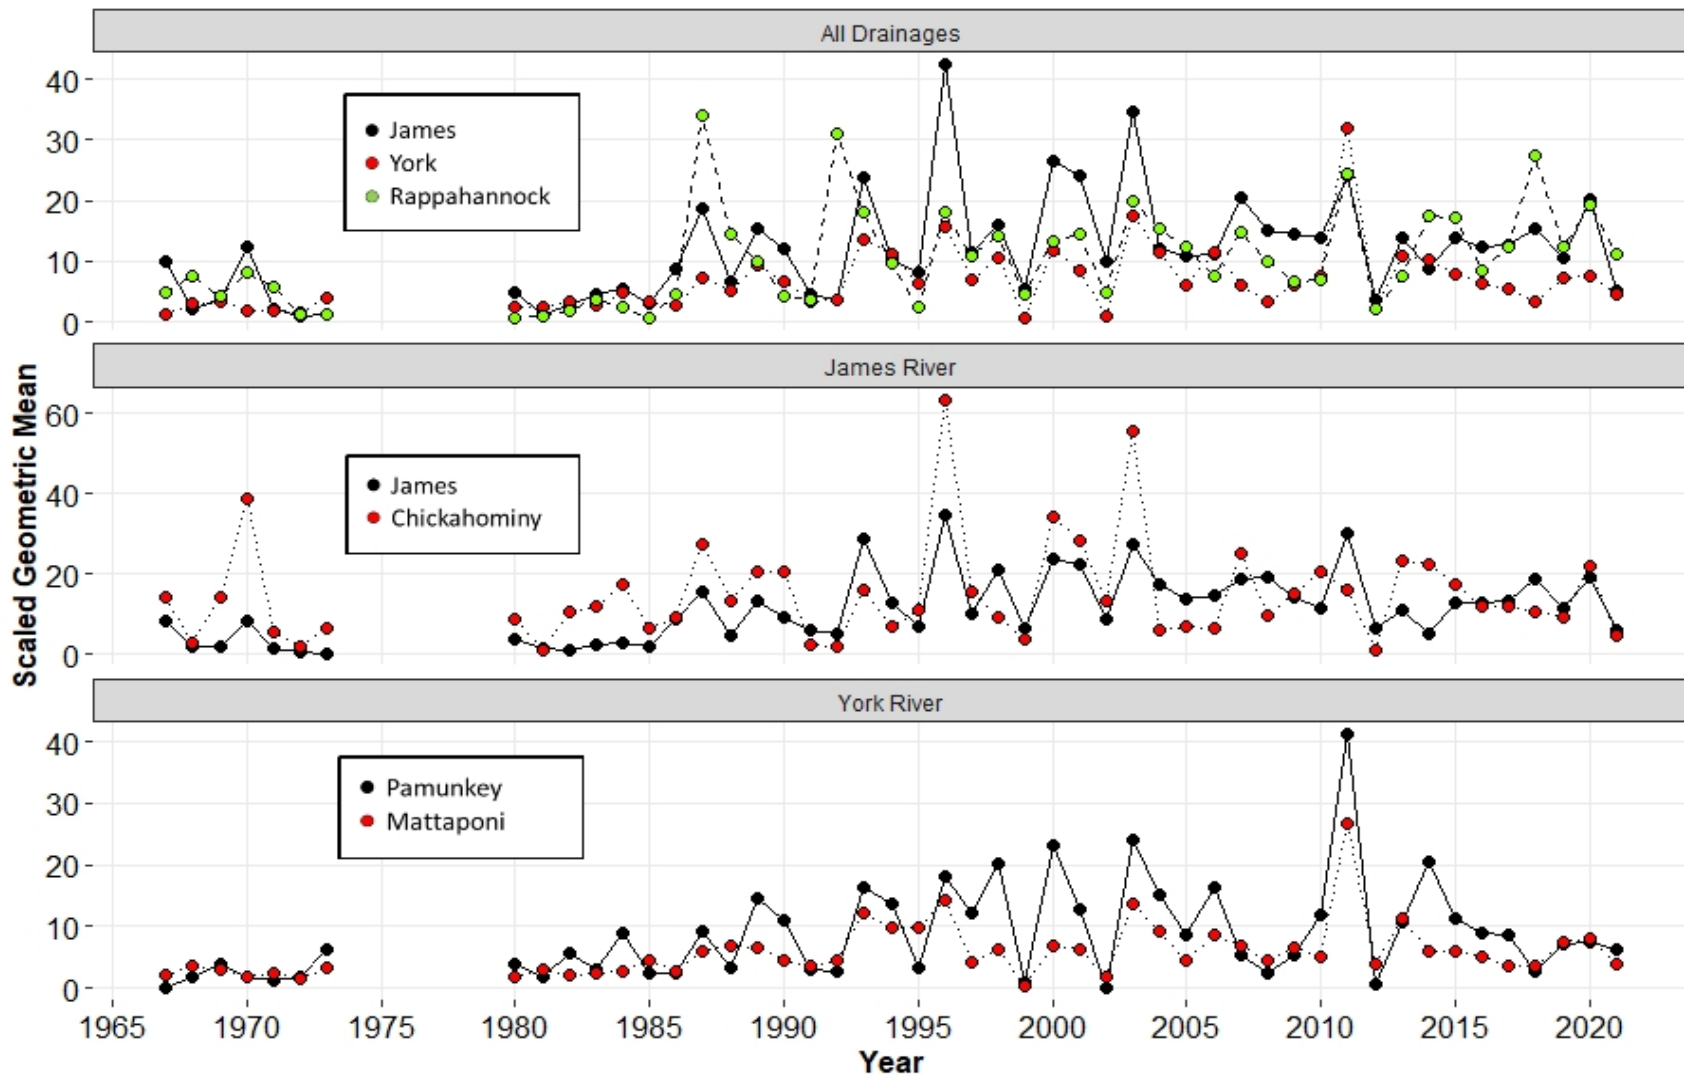 All Drainages
40
30
20
10
0
James
York
Rappahannock
James River
60
40
20
0
James
Chickahominy
Scaled Geometric Mean
York River
40
30
20
10
0
Pamunkey
Mattaponi
1965 1970 1975 1980 1985 1990 1995 2000 2005 2010 2015 2020
Year